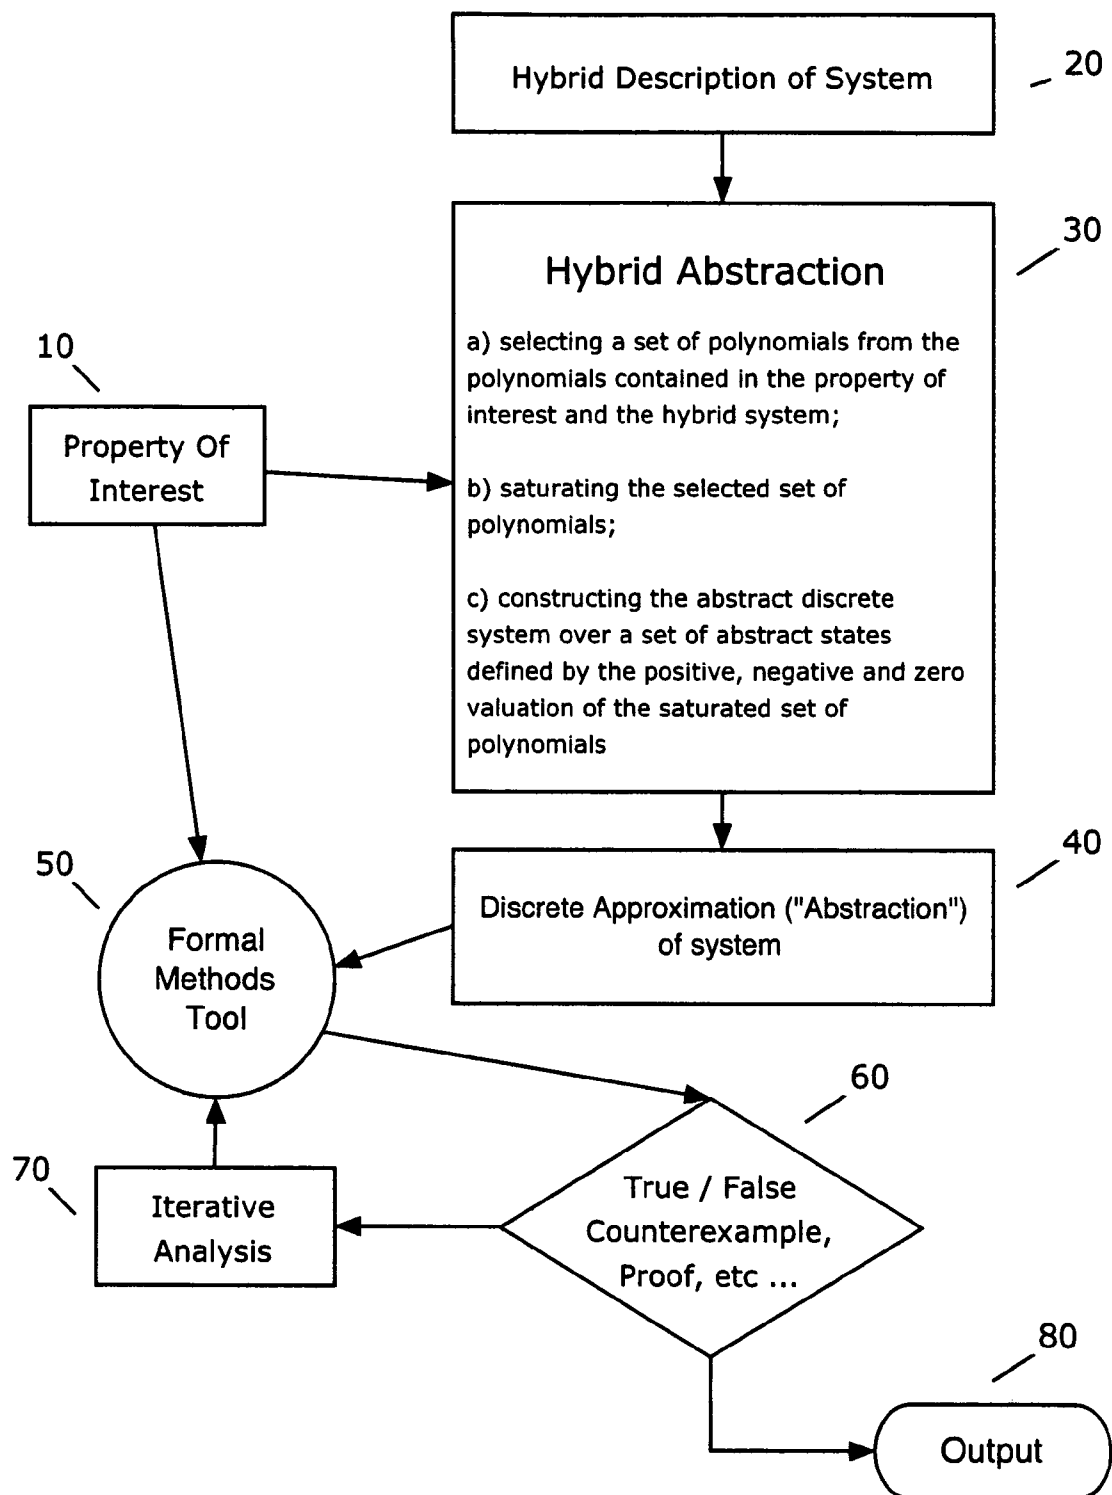 Hybrid Description of System
20
30
Hybrid Abstraction
a) selecting a set of polynomials from the
polynomials contained in the property of
interest and the hybrid system;
b) saturating the selected set of
polynomials;
c) constructing the abstract discrete
system over a set of abstract states
defined by the positive, negative and zero
valuation of the saturated set of
polynomials
10
Property Of
Interest
40
Discrete Approximation ("Abstraction")
of system
50
Formal
Methods
Tool
60
True / False
Counterexample,
Proof, etc ...
70
Iterative
Analysis
80
Output